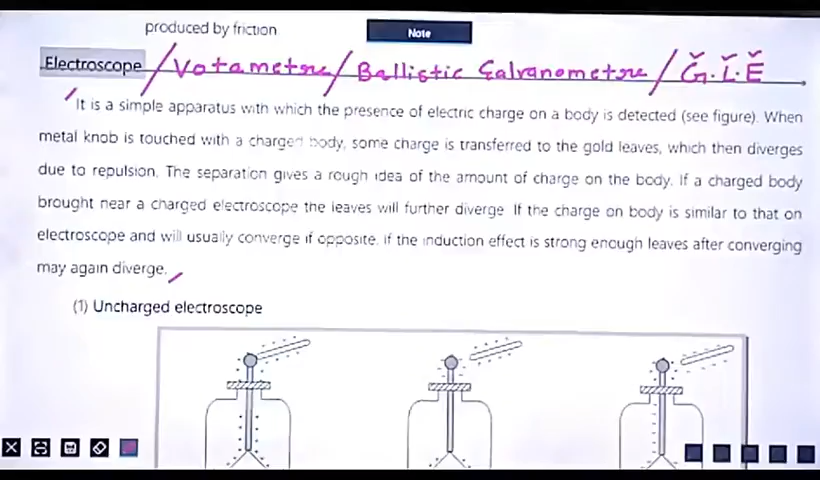 produced by friction
Note
Electroscope / Votametre / Ballistic Galvanometre / G.L.E
It is a simple apparatus with which the presence of electric charge on a body is detected (see figure). When
metal knob is touched with a charged body, some charge is transferred to the gold leaves, which then diverges
due to repulsion. The separation gives a rough idea of the amount of charge on the body. If a charged body
brought near a charged electroscope the leaves will further diverge. If the charge on body is similar to that on
electroscope and will usually converge if opposite. If the induction effect is strong enough leaves after converging
may again diverge.
(1) Uncharged electroscope